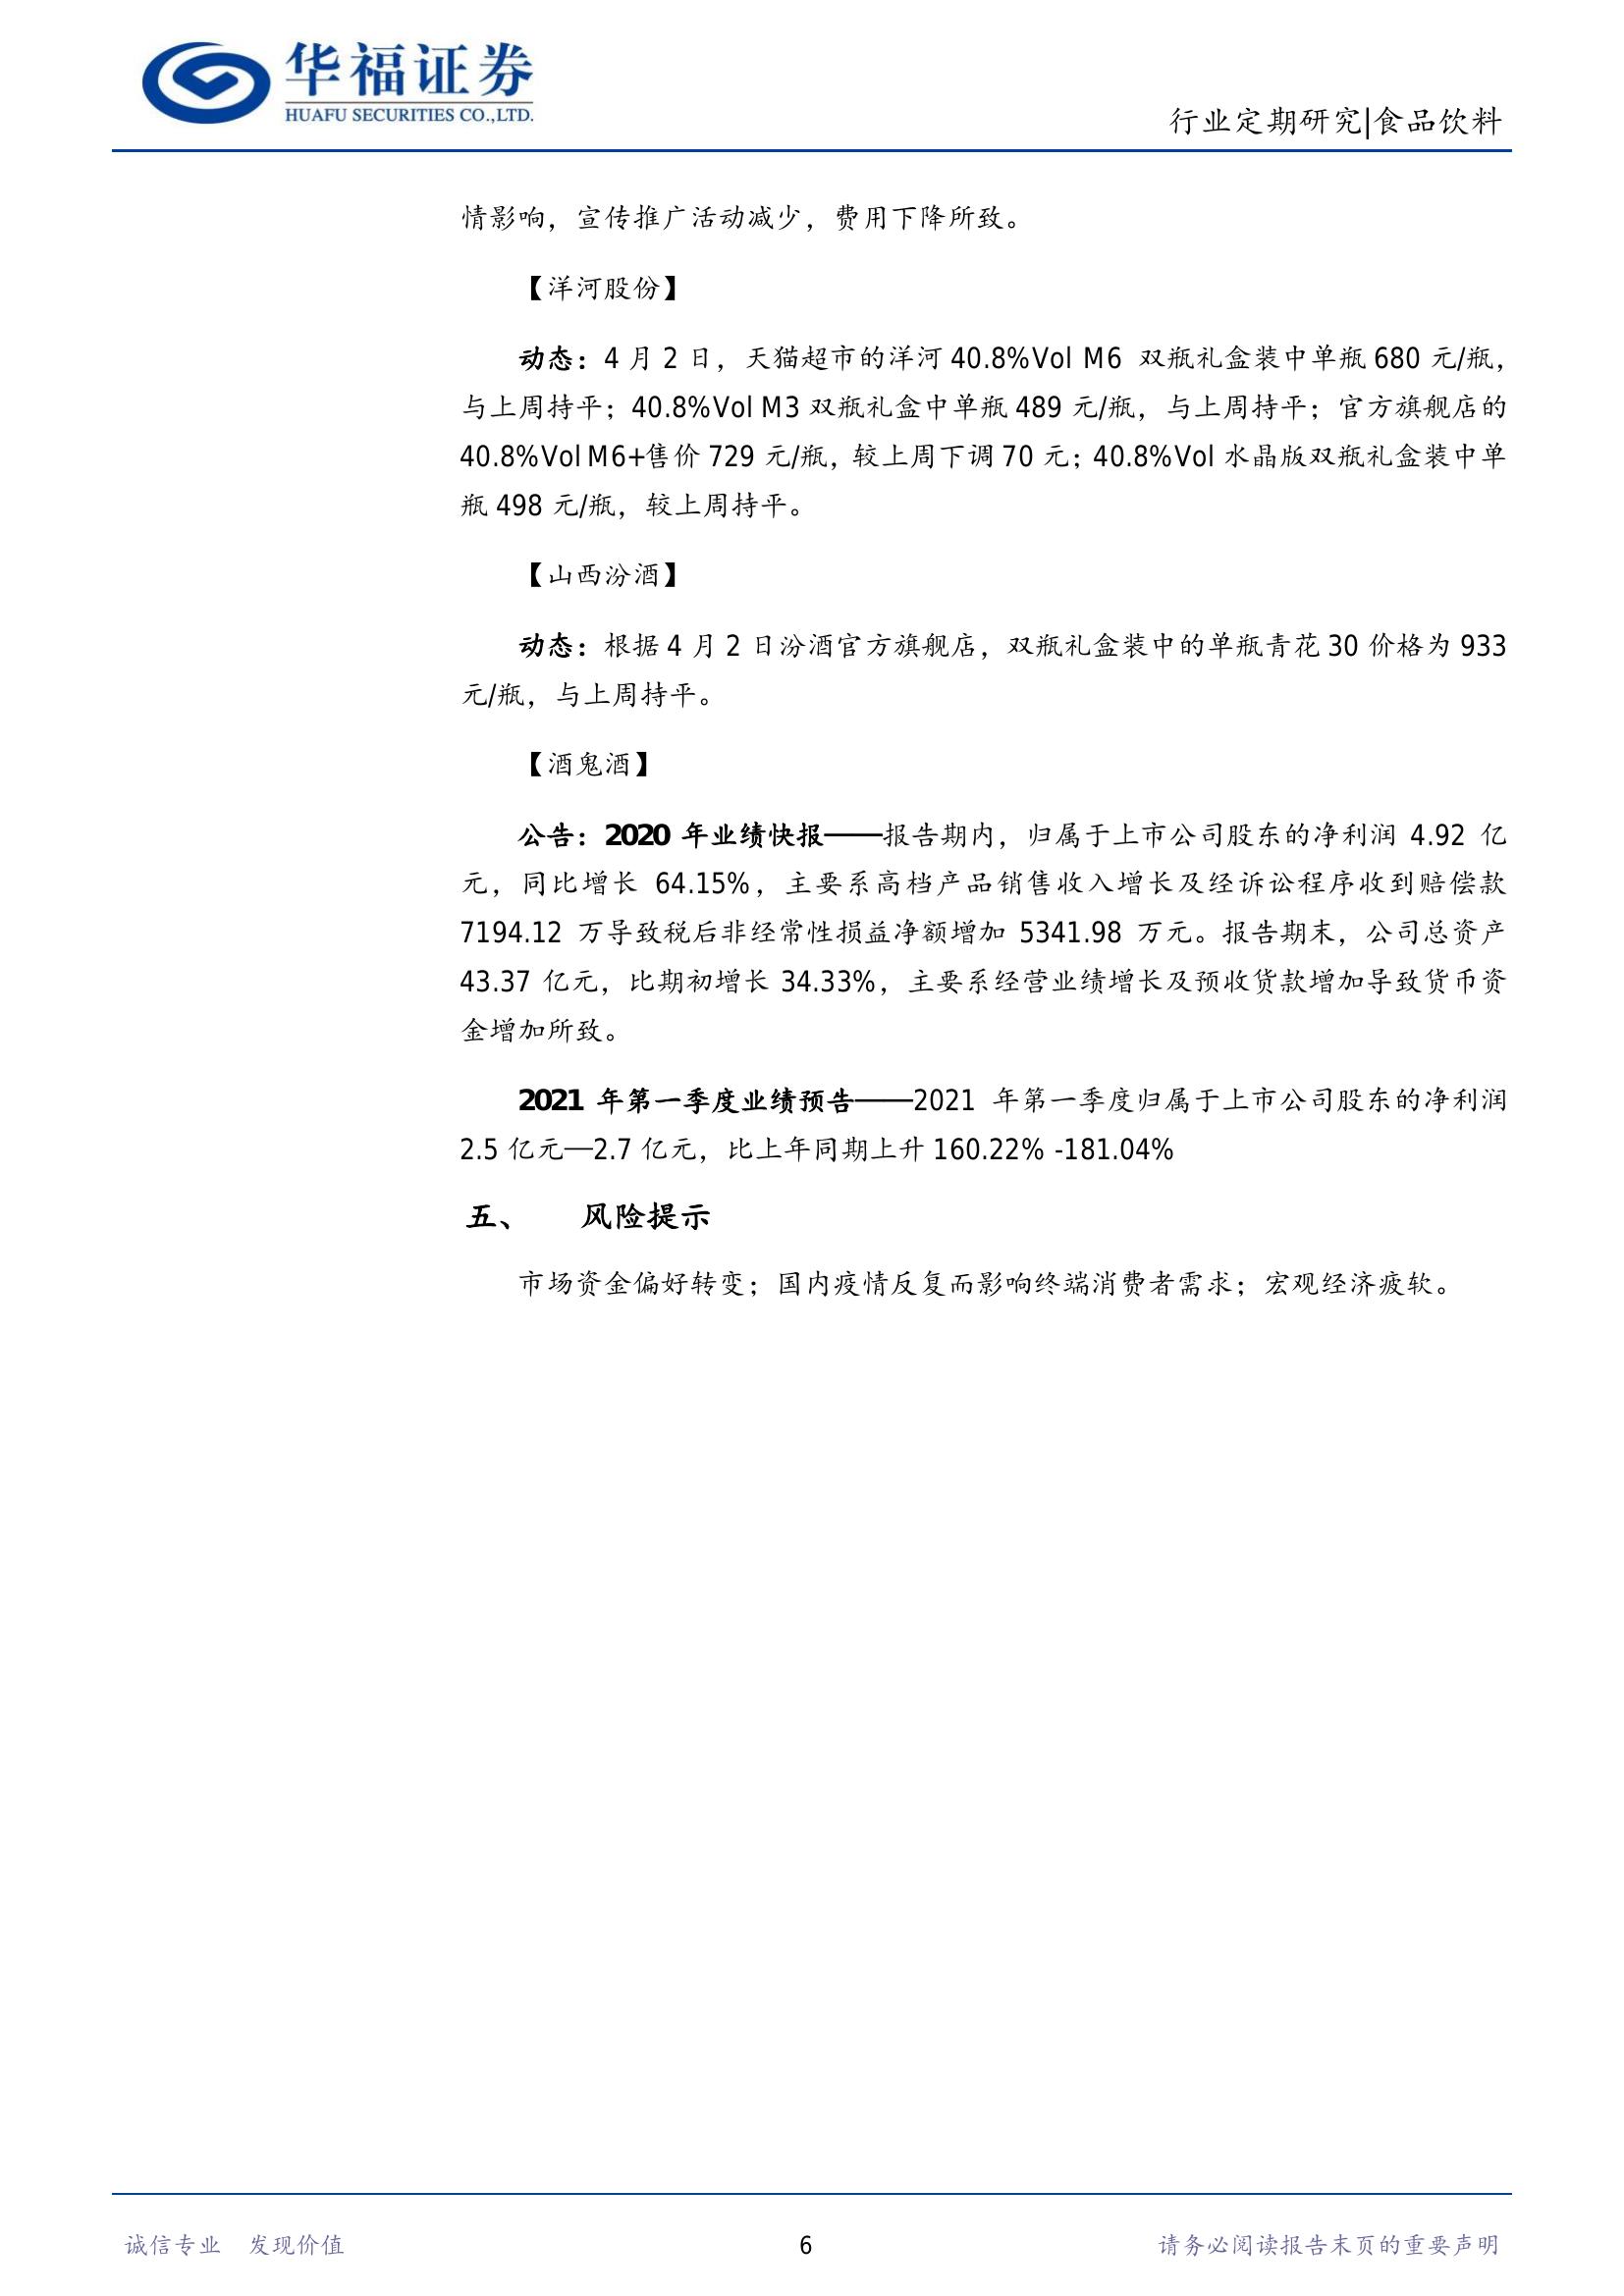 华福证券
HUAFU SECURITIES CO.,LTD.
行业定期研究|食品饮料
情影响，宣传推广活动减少，费用下降所致。
【洋河股份】
动态：4 月 2 日，天猫超市的洋河 40.8%Vol M6 双瓶礼盒装中单瓶 680 元/瓶，
与上周持平；40.8%Vol M3 双瓶礼盒中单瓶 489 元/瓶，与上周持平；官方旗舰店的
40.8%Vol M6+售价 729 元/瓶，较上周下调 70 元；40.8%Vol 水晶版双瓶礼盒装中单
瓶 498 元/瓶，较上周持平。
【山西汾酒】
动态：根据 4 月 2 日汾酒官方旗舰店，双瓶礼盒装中的单瓶青花 30 价格为 933
元/瓶，与上周持平。
【酒鬼酒】
公告：2020 年业绩快报——报告期内，归属于上市公司股东的净利润 4.92 亿
元，同比增长 64.15%，主要系高档产品销售收入增长及经诉讼程序收到赔偿款
7194.12 万导致税后非经常性损益净额增加 5341.98 万元。报告期末，公司总资产
43.37 亿元，比期初增长 34.33%，主要系经营业绩增长及预收货款增加导致货币资
金增加所致。
2021 年第一季度业绩预告——2021 年第一季度归属于上市公司股东的净利润
2.5 亿元—2.7 亿元，比上年同期上升 160.22% -181.04%
五、 风险提示
市场资金偏好转变；国内疫情反复而影响终端消费者需求；宏观经济疲软。
诚信专业 发现价值
6
请务必阅读报告末页的重要声明